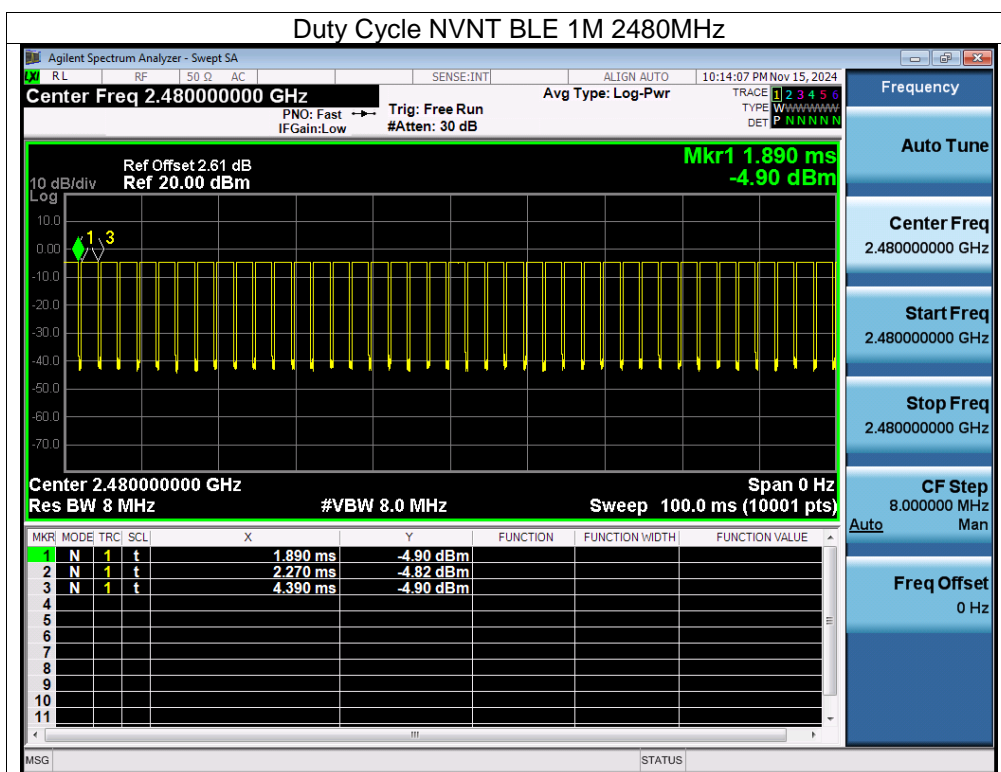 Duty Cycle NVNT BLE 1M 2480MHz
Agilent Spectrum Analyzer - Swept SA
LXI RL RF 50 Ω AC SENSE:INT ALIGN AUTO 10:14:07 PM Nov 15, 2024
Center Freq 2.480000000 GHz
PNO: Fast
IFGain:Low
Trig: Free Run
#Atten: 30 dB
Avg Type: Log-Pwr
TRACE 1 2 3 4 5 6
TYPE WWWWWW
DET P N N N N N
Ref Offset 2.61 dB
10 dB/div Ref 20.00 dBm
Log
Mkr1 1.890 ms
-4.90 dBm
10.0
0.00
-10.0
-20.0
-30.0
-40.0
-50.0
-60.0
-70.0
1 3
Center 2.480000000 GHz Span 0 Hz
Res BW 8 MHz #VBW 8.0 MHz Sweep 100.0 ms (10001 pts)
MKR MODE TRC SCL X Y FUNCTION FUNCTION WIDTH FUNCTION VALUE
1 N 1 t 1.890 ms -4.90 dBm
2 N 1 t 2.270 ms -4.82 dBm
3 N 1 t 4.390 ms -4.90 dBm
4
5
6
7
8
9
10
11
MSG STATUS
Frequency
Auto Tune
Center Freq
2.480000000 GHz
Start Freq
2.480000000 GHz
Stop Freq
2.480000000 GHz
CF Step
8.000000 MHz
Auto Man
Freq Offset
0 Hz